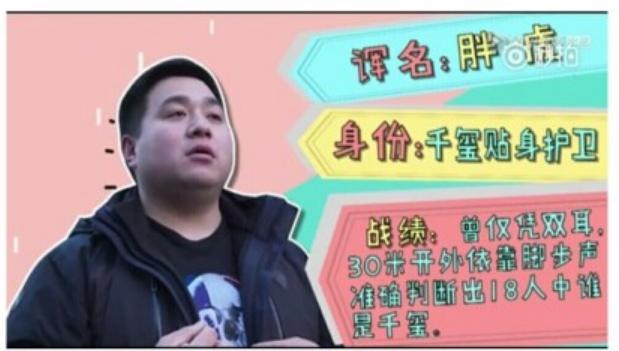 诨名：胖虎
身份：千玺贴身护卫
战绩：曾仅凭双耳，
30米开外依靠脚步声
准确判断出18人中谁
是千玺。